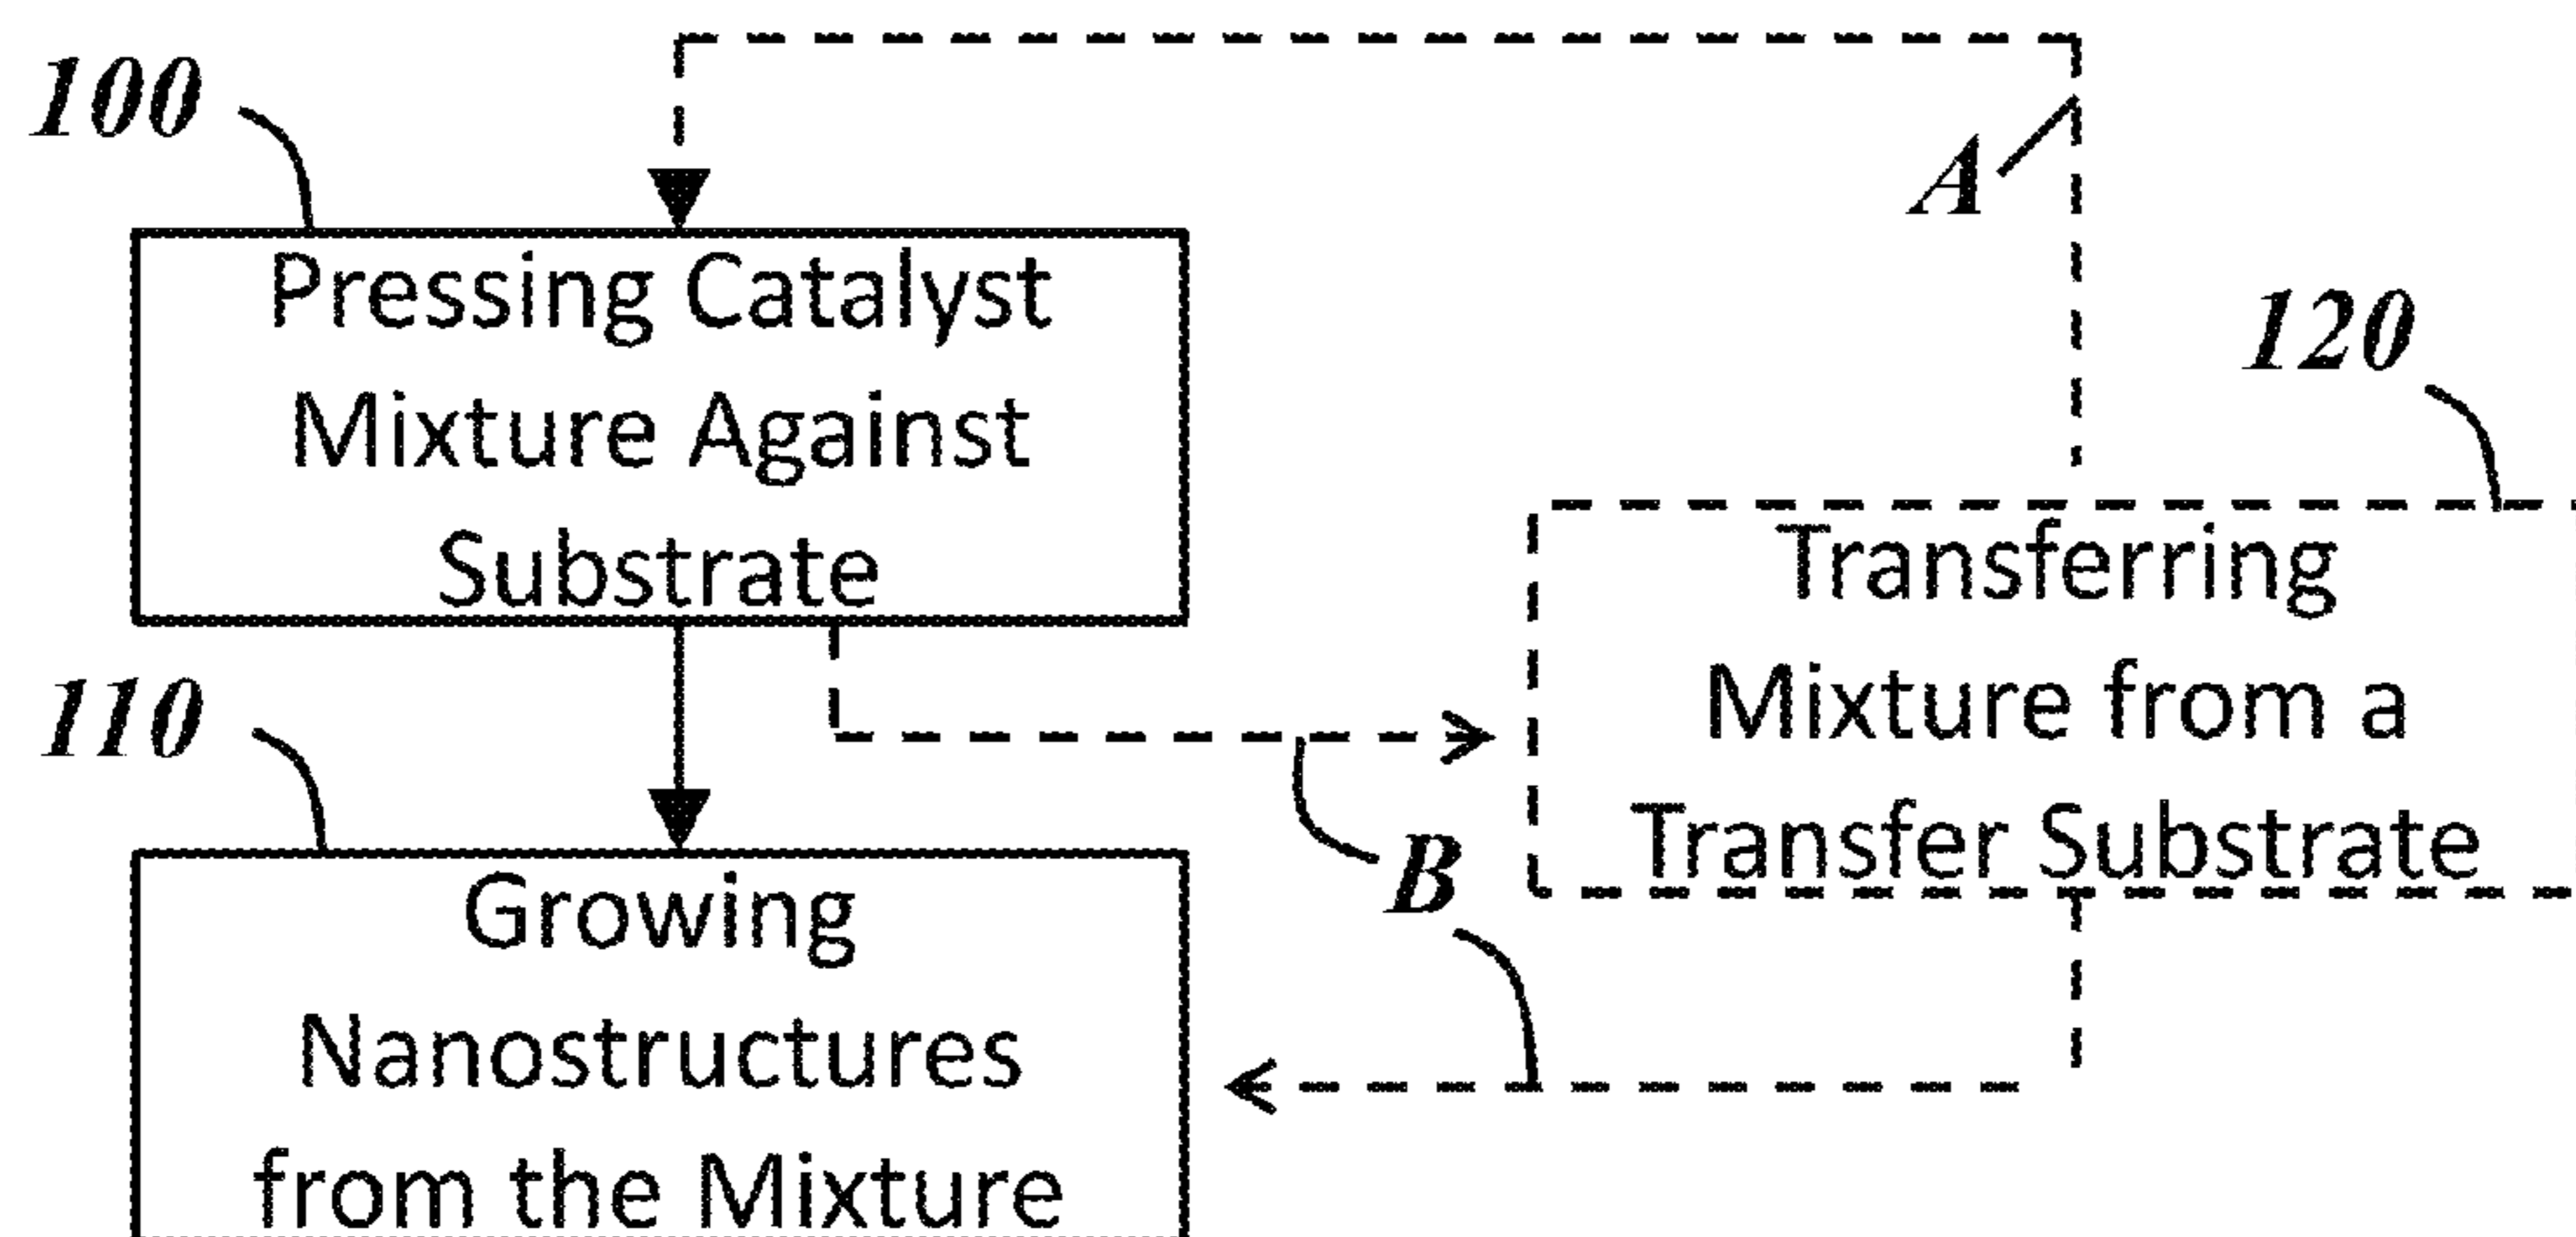 100
A
Pressing Catalyst
Mixture Against
Substrate
120
Transferring
Mixture from a
Transfer Substrate
B
110
Growing
Nanostructures
from the Mixture